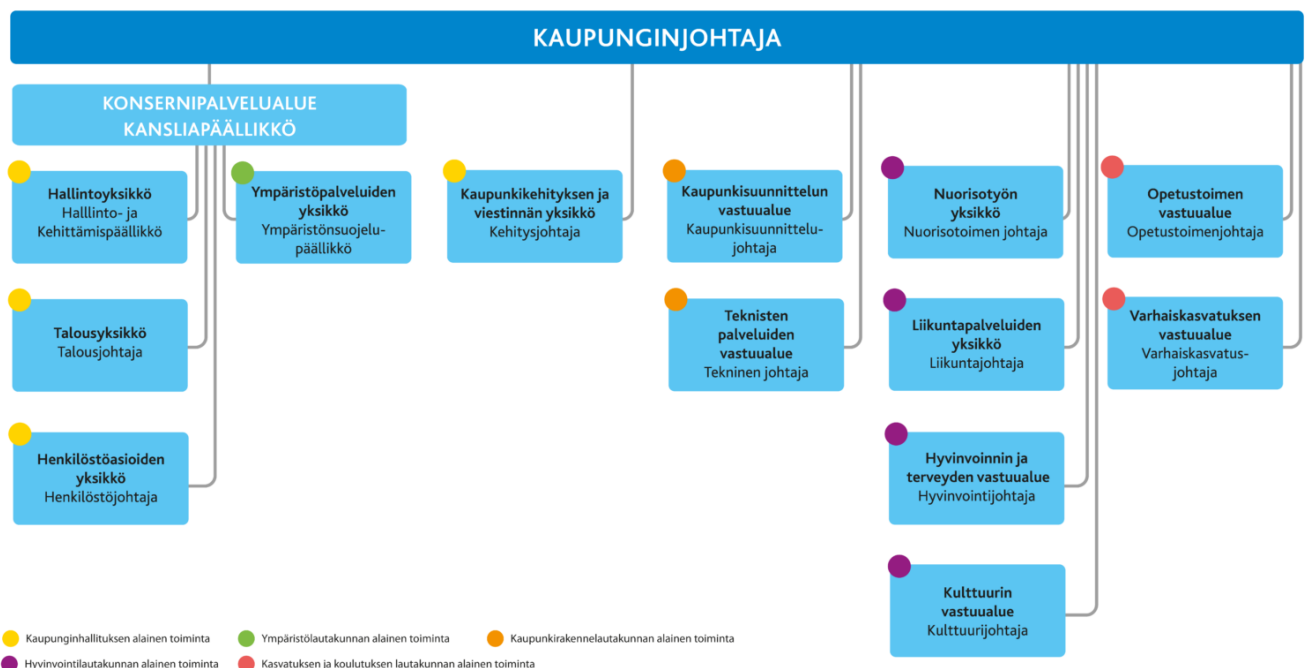 KAUPUNGINJOHTAJA
KONSERNIPALVELUALUE
KANSLIAPÄÄLLIKKÖ
Hallintoyksikkö
Halllinto- ja
Kehittämispäällikkö
Ympäristöpalveluiden
yksikkö
Ympäristönsuojelu-
päällikkö
Talousyksikkö
Talousjohtaja
Henkilöstöasioiden
yksikkö
Henkilöstöjohtaja
Kaupunkikehityksen ja
viestinnän yksikkö
Kehitysjohtaja
Kaupunkisuunnittelun
vastuualue
Kaupunkisuunnittelu-
johtaja
Teknisten
palveluiden
vastuualue
Tekninen johtaja
Nuorisotyön
yksikkö
Nuorisotoimen johtaja
Liikuntapalveluiden
yksikkö
Liikuntajohtaja
Hyvinvoinnin ja
terveyden vastuualue
Hyvinvointijohtaja
Kulttuurin
vastuualue
Kulttuurijohtaja
Opetustoimen
vastuualue
Opetustoimenjohtaja
Varhaiskasvatuksen
vastuualue
Varhaiskasvatus-
johtaja
Kaupunginhallituksen alainen toiminta
Ympäristölautakunnan alainen toiminta
Kaupunkirakennelautakunnan alainen toiminta
Hyvinvointilautakunnan alainen toiminta
Kasvatuksen ja koulutuksen lautakunnan alainen toiminta